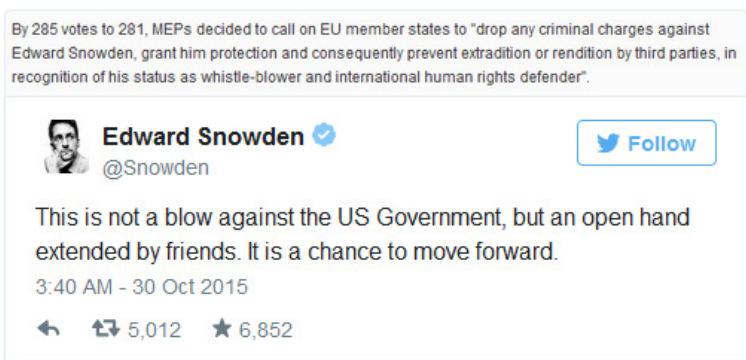 By 285 votes to 281, MEPs decided to call on EU member states to "drop any criminal charges against
Edward Snowden, grant him protection and consequently prevent extradition or rendition by third parties, in
recognition of his status as whistle-blower and international human rights defender".
Edward Snowden
@Snowden
Follow
This is not a blow against the US Government, but an open hand
extended by friends. It is a chance to move forward.
3:40 AM - 30 Oct 2015
5,012 6,852